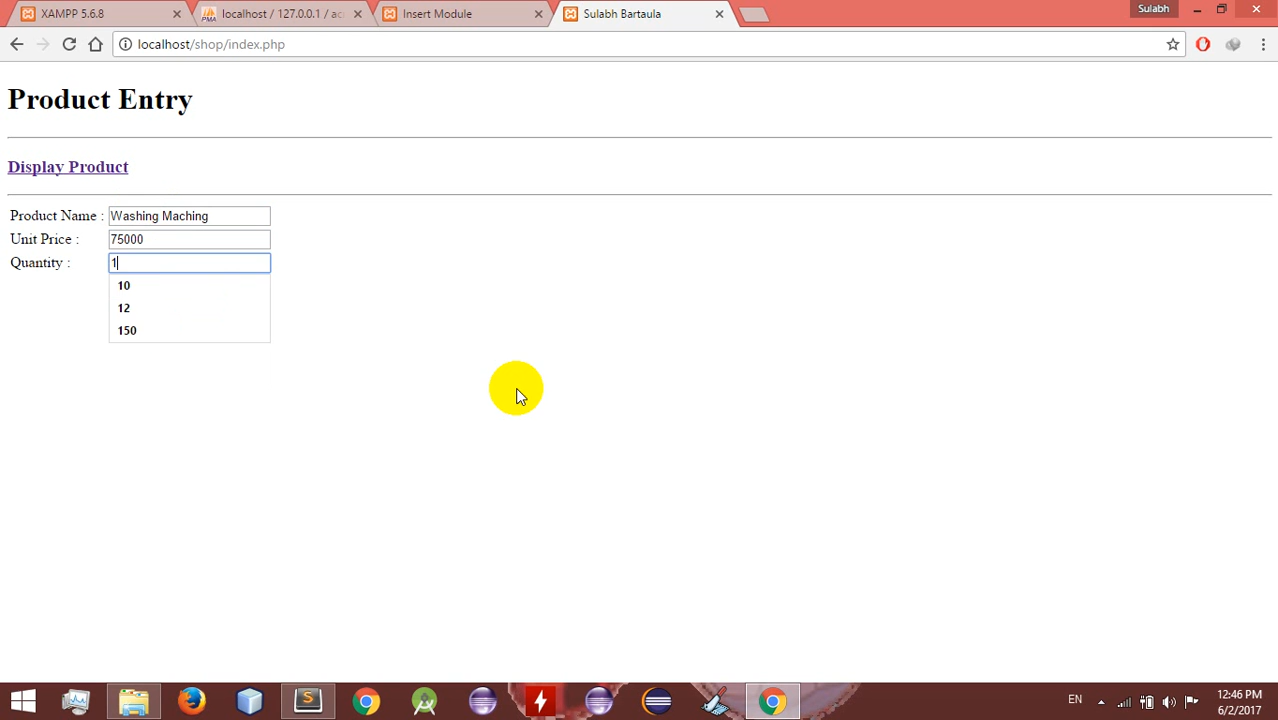 XAMPP 5.6.8
localhost / 127.0.0.1 / ac
Insert Module
Sulabh Bartaula
Sulabh
localhost/shop/index.php
Product Entry
Display Product
Product Name : Washing Maching
Unit Price : 75000
Quantity : 1
10
12
150
EN
12:46 PM
6/2/2017